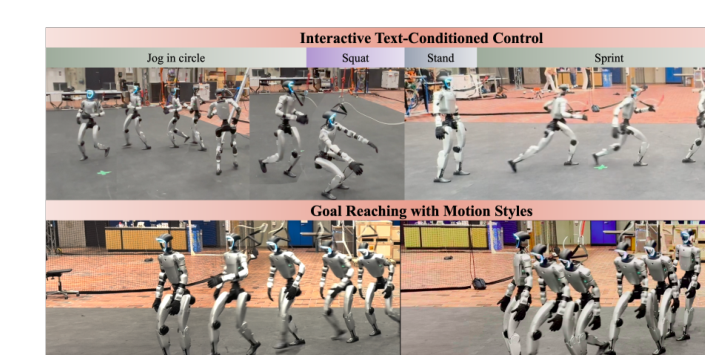 Interactive Text-Conditioned Control
Jog in circle Squat Stand Sprint
Goal Reaching with Motion Styles